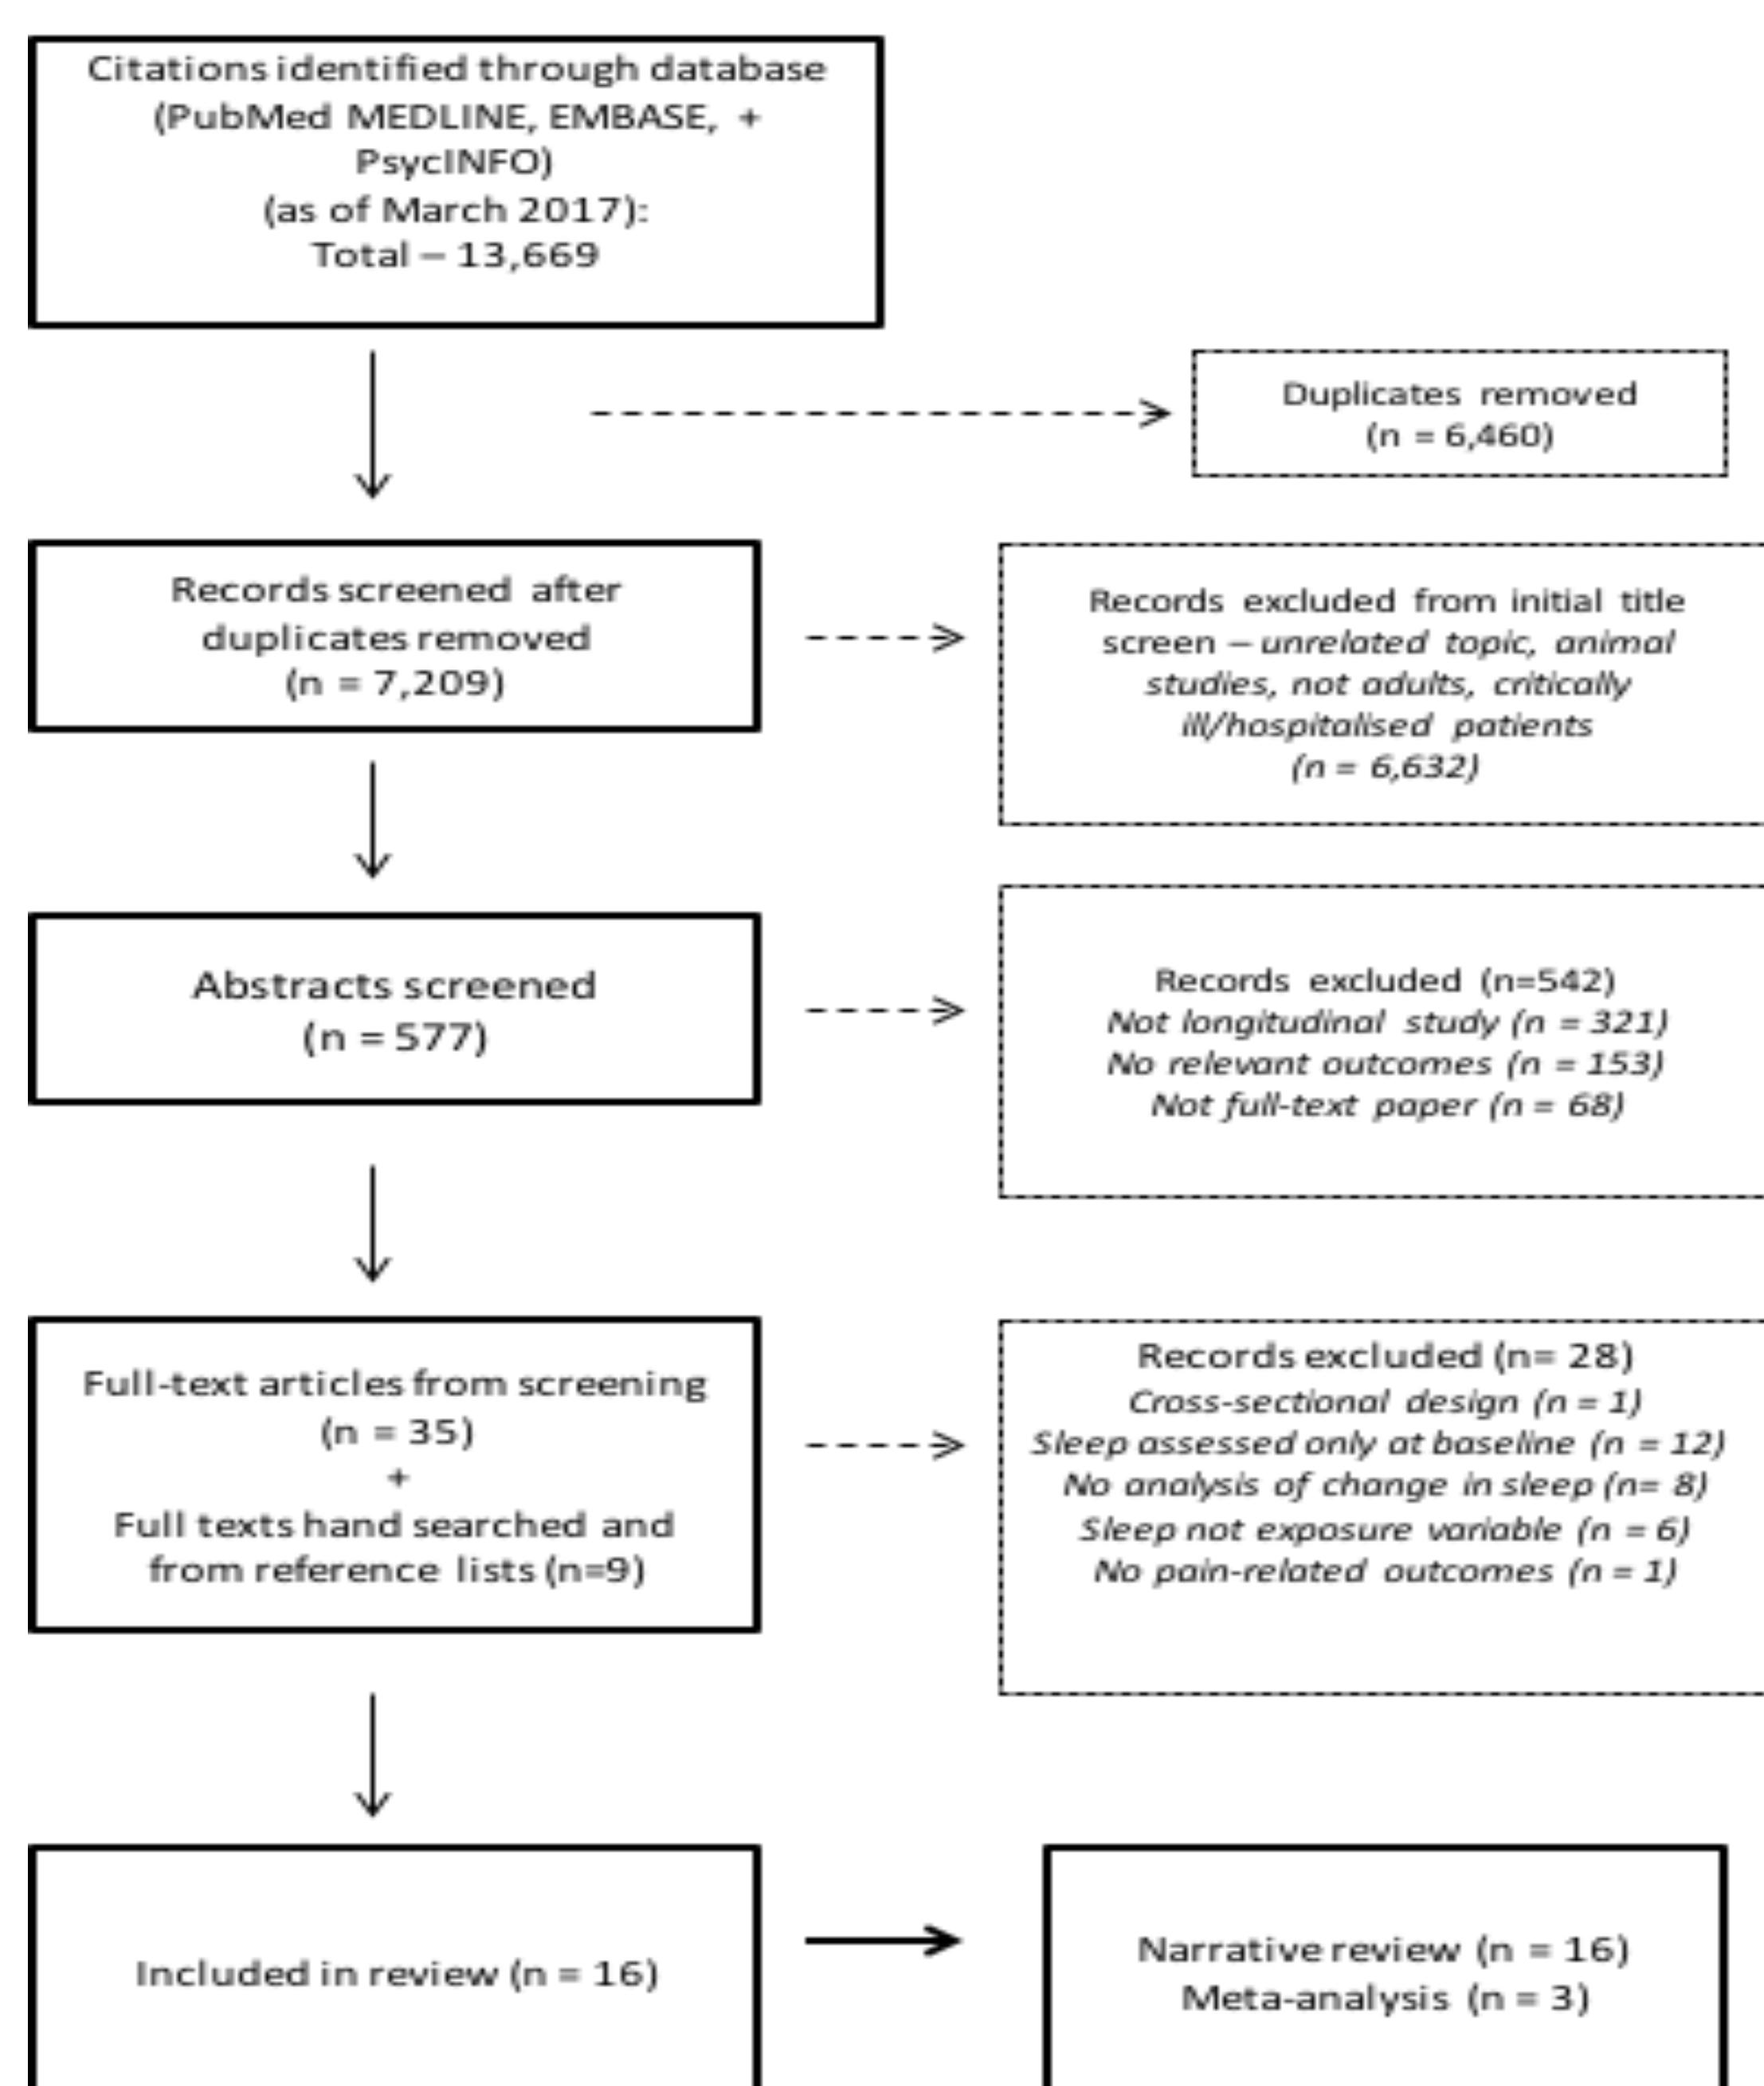 Citations identified through database
(PubMed MEDLINE, EMBASE, +
PsycINFO)
(as of March 2017):
Total – 13,669
Duplicates removed
(n = 6,460)
Records screened after
duplicates removed
(n = 7,209)
Records excluded from initial title
screen – unrelated topic, animal
studies, not adults, critically
ill/hospitalised patients
(n = 6,632)
Abstracts screened
(n = 577)
Records excluded (n=542)
Not longitudinal study (n = 321)
No relevant outcomes (n = 153)
Not full-text paper (n = 68)
Full-text articles from screening
(n = 35)
+
Full texts hand searched and
from reference lists (n=9)
Records excluded (n= 28)
Cross-sectional design (n = 1)
Sleep assessed only at baseline (n = 12)
No analysis of change in sleep (n= 8)
Sleep not exposure variable (n = 6)
No pain-related outcomes (n = 1)
Included in review (n = 16)
Narrative review (n = 16)
Meta-analysis (n = 3)